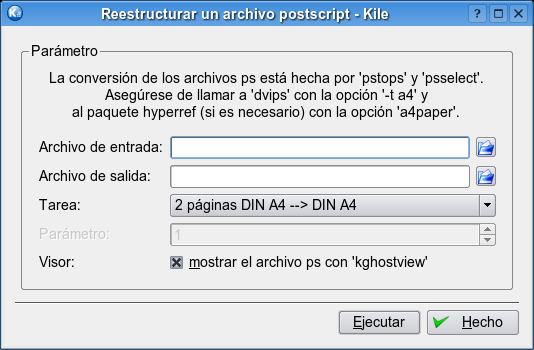 Reestructurar un archivo postscript - Kile
Parámetro
La conversión de los archivos ps está hecha por 'pstops' y 'psselect'.
Asegúrese de llamar a 'dvips' con la opción '-t a4' y
al paquete hyperref (si es necesario) con la opción 'a4paper'.
Archivo de entrada:
Archivo de salida:
Tarea: 2 páginas DIN A4 --> DIN A4
Parámetro: 1
Visor: mostrar el archivo ps con 'kghostview'
Ejecutar Hecho